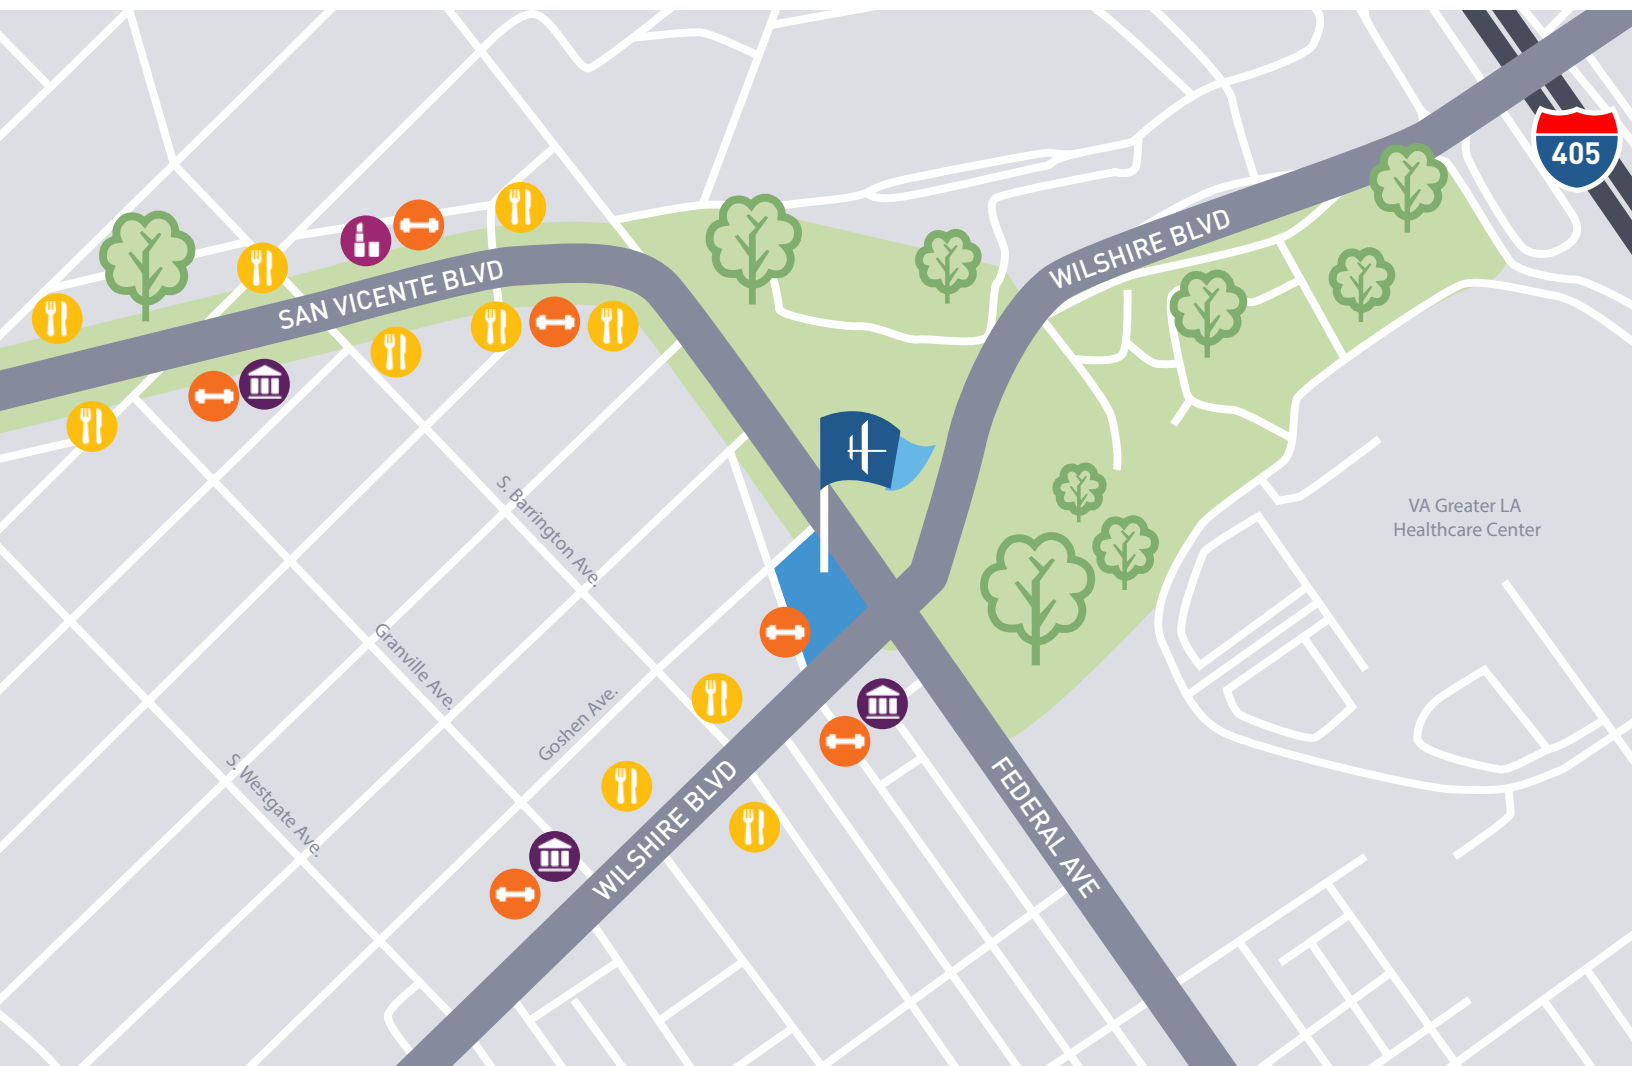 405
WILSHIRE BLVD
SAN VICENTE BLVD
S. Barrington Ave.
VA Greater LA
Healthcare Center
Granville Ave.
Goshen Ave.
S. Westgate Ave.
WILSHIRE BLVD
FEDERAL AVE